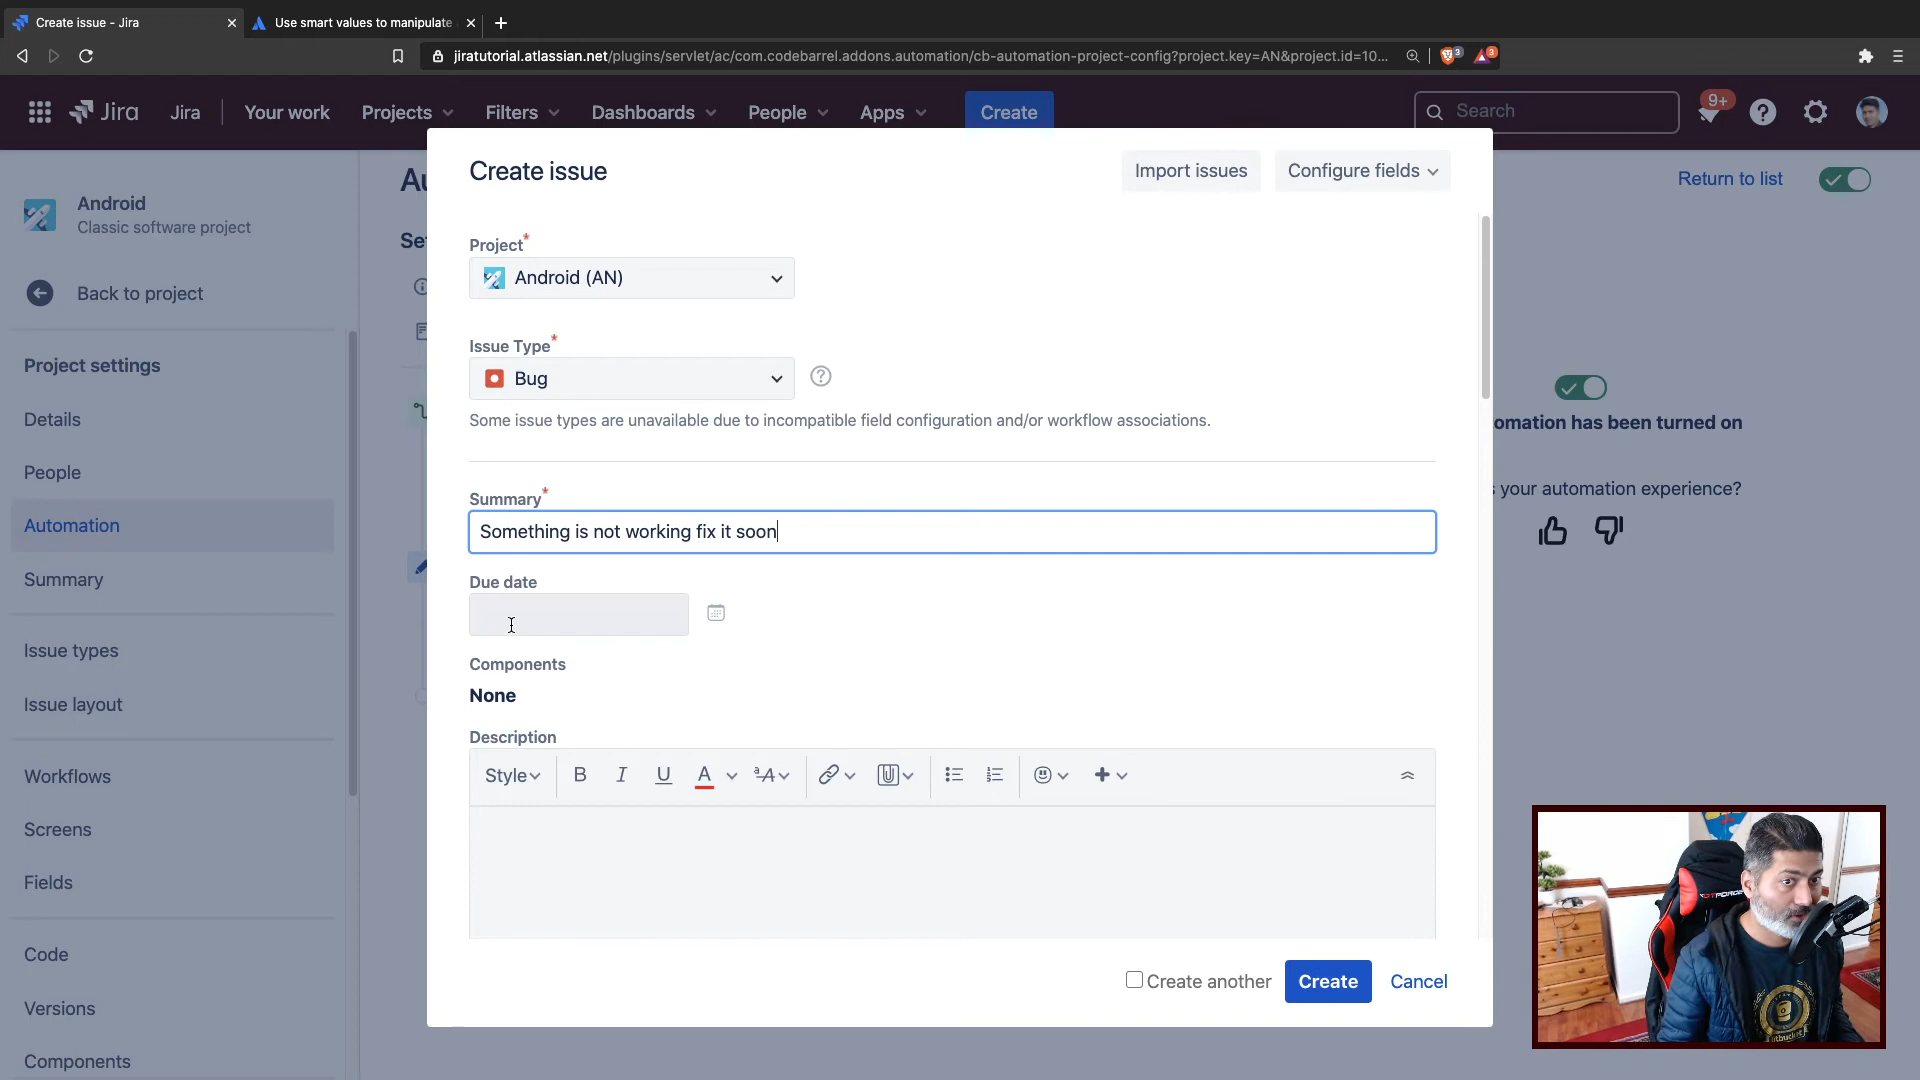 Create issue - Jira
Use smart values to manipulate
jiratutorial.atlassian.net/plugins/servlet/ac/com.codebarrel.addons.automation/cb-automation-project-config?project.key=AN&project.id=10...
3
3
Jira
Jira
Your work
Projects
Filters
Dashboards
People
Apps
Create
Search
9+
Android
Classic software project
Back to project
Project settings
Details
People
Automation
Summary
Issue types
Issue layout
Workflows
Screens
Fields
Code
Versions
Components
Au
Se
Return to list
omation has been turned on
your automation experience?
Create issue
Import issues
Configure fields
Project*
Android (AN)
Issue Type*
Bug
Some issue types are unavailable due to incompatible field configuration and/or workflow associations.
Summary*
Something is not working fix it soon
Due date
Components
None
Description
Style
B
I
U
A
Create another
Create
Cancel